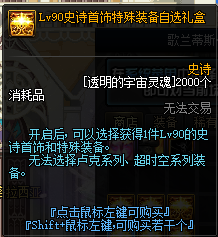 Lv90史诗首饰特殊装备自选礼盒
史诗
[透明的宇宙灵魂]2000个
消耗品
无法交易
开启后，可以选择获得1件Lv90的史
诗首饰和特殊装备。
无法选择卢克系列、超时空系列装
备。
『点击鼠标左键可购买』
『Shift+鼠标左键，可购买若干个』